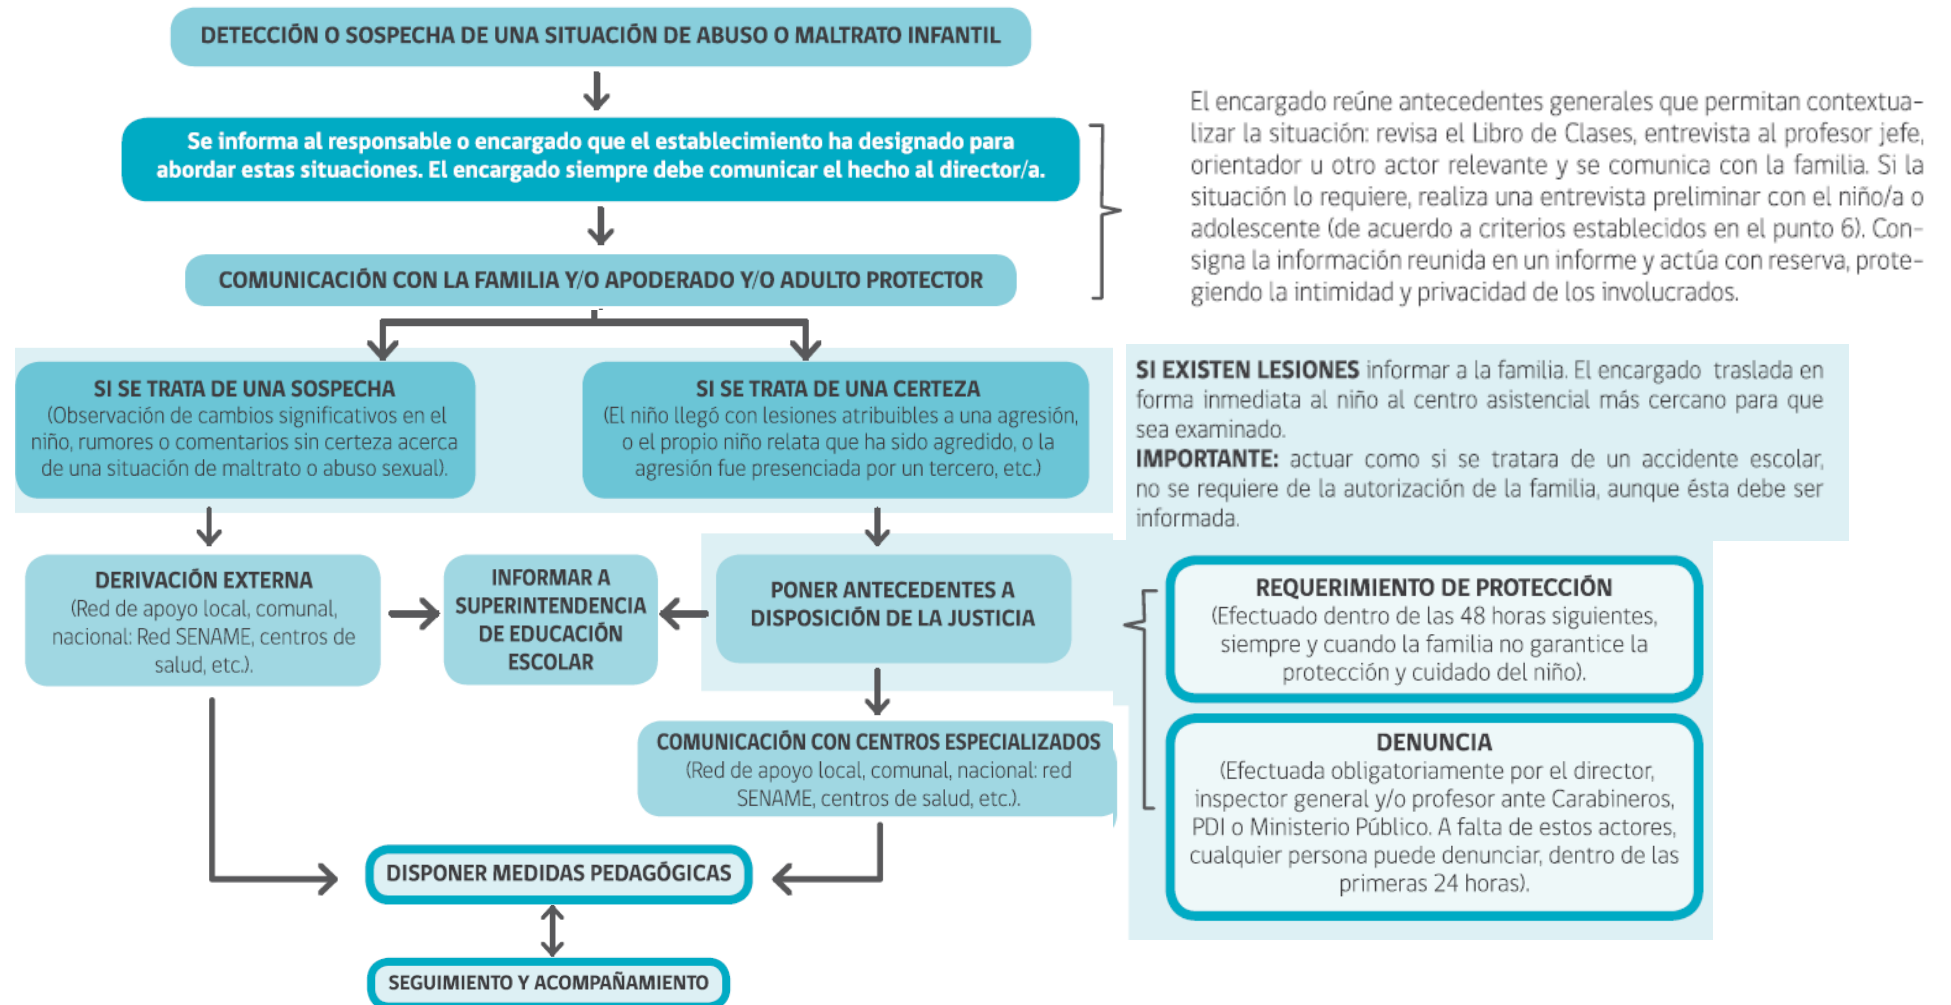 DETECCIÓN O SOSPECHA DE UNA SITUACIÓN DE ABUSO O MALTRATO INFANTIL
Se informa al responsable o encargado que el establecimiento ha designado para
abordar estas situaciones. El encargado siempre debe comunicar el hecho al director/a.
COMUNICACIÓN CON LA FAMILIA Y/O APODERADO Y/O ADULTO PROTECTOR
El encargado reúne antecedentes generales que permitan contextua-
lizar la situación: revisa el Libro de Clases, entrevista al profesor jefe,
orientador u otro actor relevante y se comunica con la familia. Si la
situación lo requiere, realiza una entrevista preliminar con el niño/a o
adolescente (de acuerdo a criterios establecidos en el punto 6). Con-
signa la información reunida en un informe y actúa con reserva, prote-
giendo la intimidad y privacidad de los involucrados.
SI SE TRATA DE UNA SOSPECHA
(Observación de cambios significativos en el
niño, rumores o comentarios sin certeza acerca
de una situación de maltrato o abuso sexual).
SI SE TRATA DE UNA CERTEZA
(El niño llegó con lesiones atribuibles a una agresión,
o el propio niño relata que ha sido agredido, o la
agresión fue presenciada por un tercero, etc.)
SI EXISTEN LESIONES informar a la familia. El encargado traslada en
forma inmediata al niño al centro asistencial más cercano para que
sea examinado.
IMPORTANTE: actuar como si se tratara de un accidente escolar,
no se requiere de la autorización de la familia, aunque ésta debe ser
informada.
DERIVACIÓN EXTERNA
(Red de apoyo local, comunal,
nacional: Red SENAME, centros de
salud, etc.).
INFORMAR A
SUPERINTENDENCIA
DE EDUCACIÓN
ESCOLAR
PONER ANTECEDENTES A
DISPOSICIÓN DE LA JUSTICIA
REQUERIMIENTO DE PROTECCIÓN
(Efectuado dentro de las 48 horas siguientes,
siempre y cuando la familia no garantice la
protección y cuidado del niño).
COMUNICACIÓN CON CENTROS ESPECIALIZADOS
(Red de apoyo local, comunal, nacional: red
SENAME, centros de salud, etc.).
DENUNCIA
(Efectuada obligatoriamente por el director,
inspector general y/o profesor ante Carabineros,
PDI o Ministerio Público. A falta de estos actores,
cualquier persona puede denunciar, dentro de las
primeras 24 horas).
DISPONER MEDIDAS PEDAGÓGICAS
SEGUIMIENTO Y ACOMPAÑAMIENTO